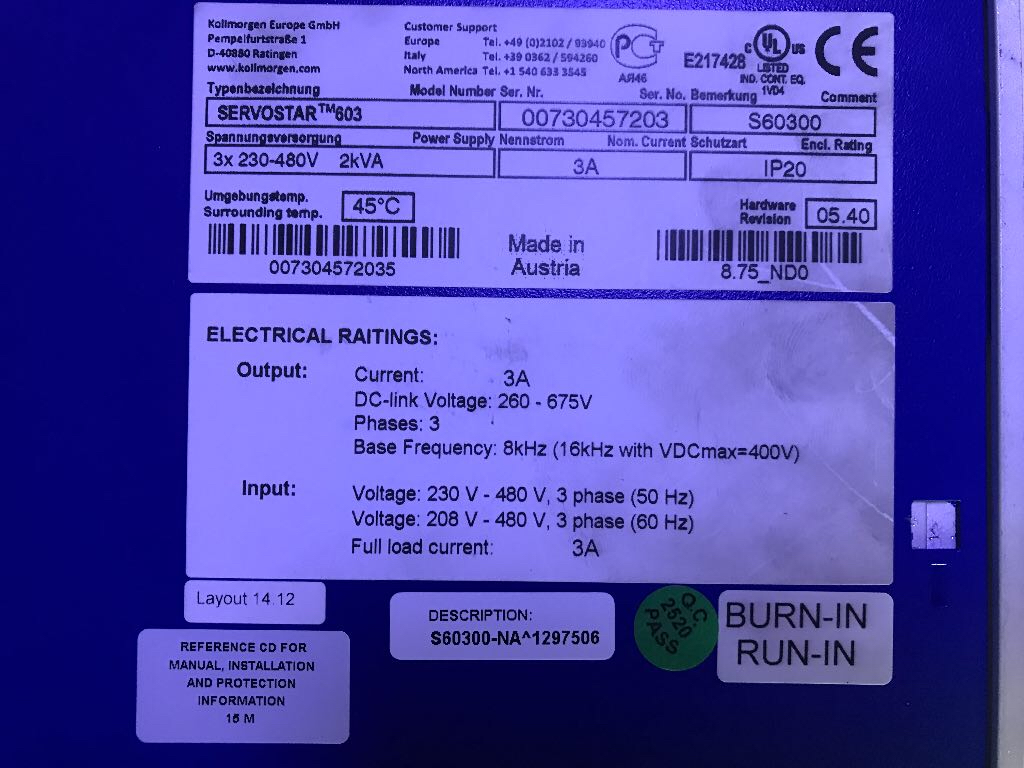 Kollmorgen Europe GmbH
Pempelfurtstraße 1
D-40880 Ratingen
www.kollmorgen.com
Customer Support
Europe Tel. +49 (0)2102 / 93940
Italy Tel. +39 0362 / 594260
North America Tel. +1 540 633 3545
РСТ
АЯ46
E217428
C UL US
LISTED
IND. CONT. EQ.
1VD4
CE
Typenbezeichnung Model Number Ser. Nr. Ser. No. Bemerkung Comment
SERVOSTAR™603 00730457203 S60300
Spannungsversorgung Power Supply Nennstrom Nom. Current Schutzart Encl. Rating
3x 230-480V 2kVA 3A IP20
Umgebungstemp.
Surrounding temp. 45°C
Hardware
Revision 05.40
007304572035
Made in
Austria
8.75_ND0
ELECTRICAL RAITINGS:
Output: Current: 3A
DC-link Voltage: 260 - 675V
Phases: 3
Base Frequency: 8kHz (16kHz with VDCmax=400V)
Input: Voltage: 230 V - 480 V, 3 phase (50 Hz)
Voltage: 208 V - 480 V, 3 phase (60 Hz)
Full load current: 3A
Layout 14.12
DESCRIPTION:
S60300-NA^1297506
Q.C.
2520
PASS
BURN-IN
RUN-IN
REFERENCE CD FOR
MANUAL, INSTALLATION
AND PROTECTION
INFORMATION
15 M